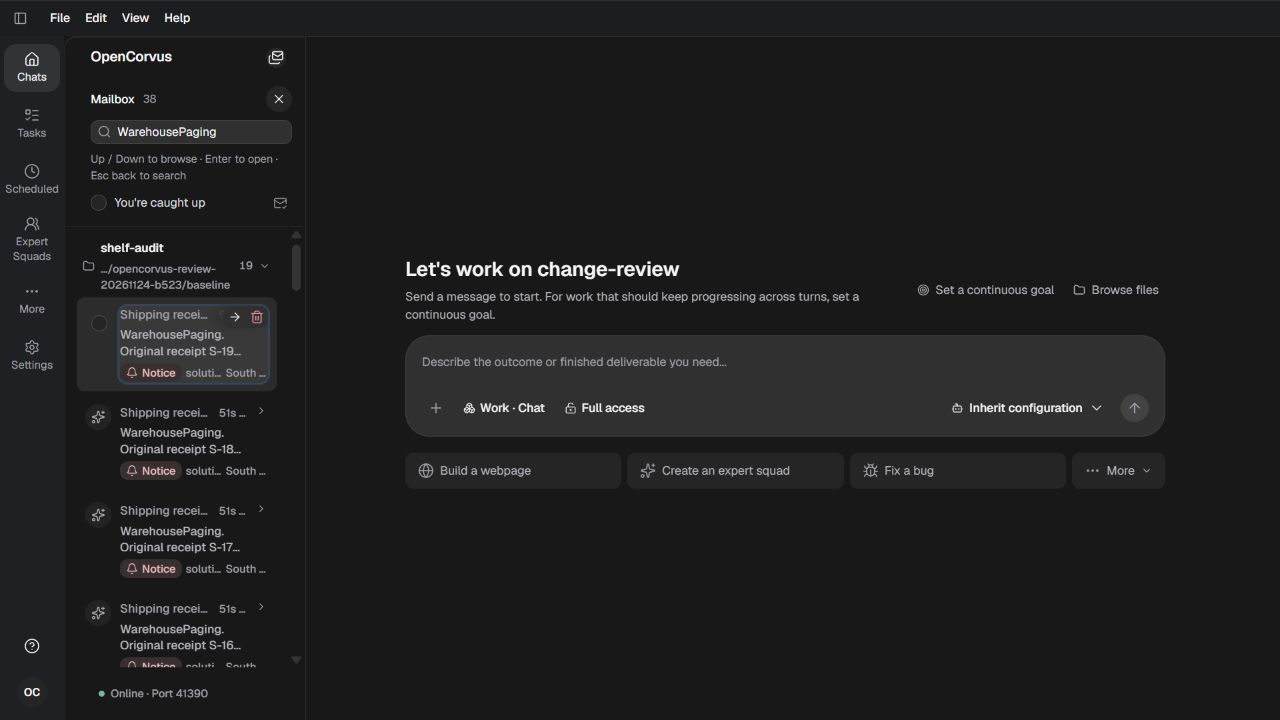 File Edit View Help
OpenCorvus
Chats
Tasks
Scheduled
Expert
Squads
More
Settings
OC
Mailbox 38
WarehousePaging
Up / Down to browse · Enter to open ·
Esc back to search
You're caught up
shelf-audit
.../opencorvus-review-
20261124-b523/baseline
19
Shipping recei...
WarehousePaging.
Original receipt S-19...
Notice soluti... South ...
Shipping recei... 51s ...
WarehousePaging.
Original receipt S-18...
Notice soluti... South ...
Shipping recei... 51s ...
WarehousePaging.
Original receipt S-17...
Notice soluti... South ...
Shipping recei... 51s ...
WarehousePaging.
Original receipt S-16...
Notice soluti... South ...
Online · Port 41390
Let's work on change-review
Send a message to start. For work that should keep progressing across turns, set a
continuous goal.
Set a continuous goal
Browse files
Describe the outcome or finished deliverable you need...
Work · Chat
Full access
Inherit configuration
Build a webpage
Create an expert squad
Fix a bug
More